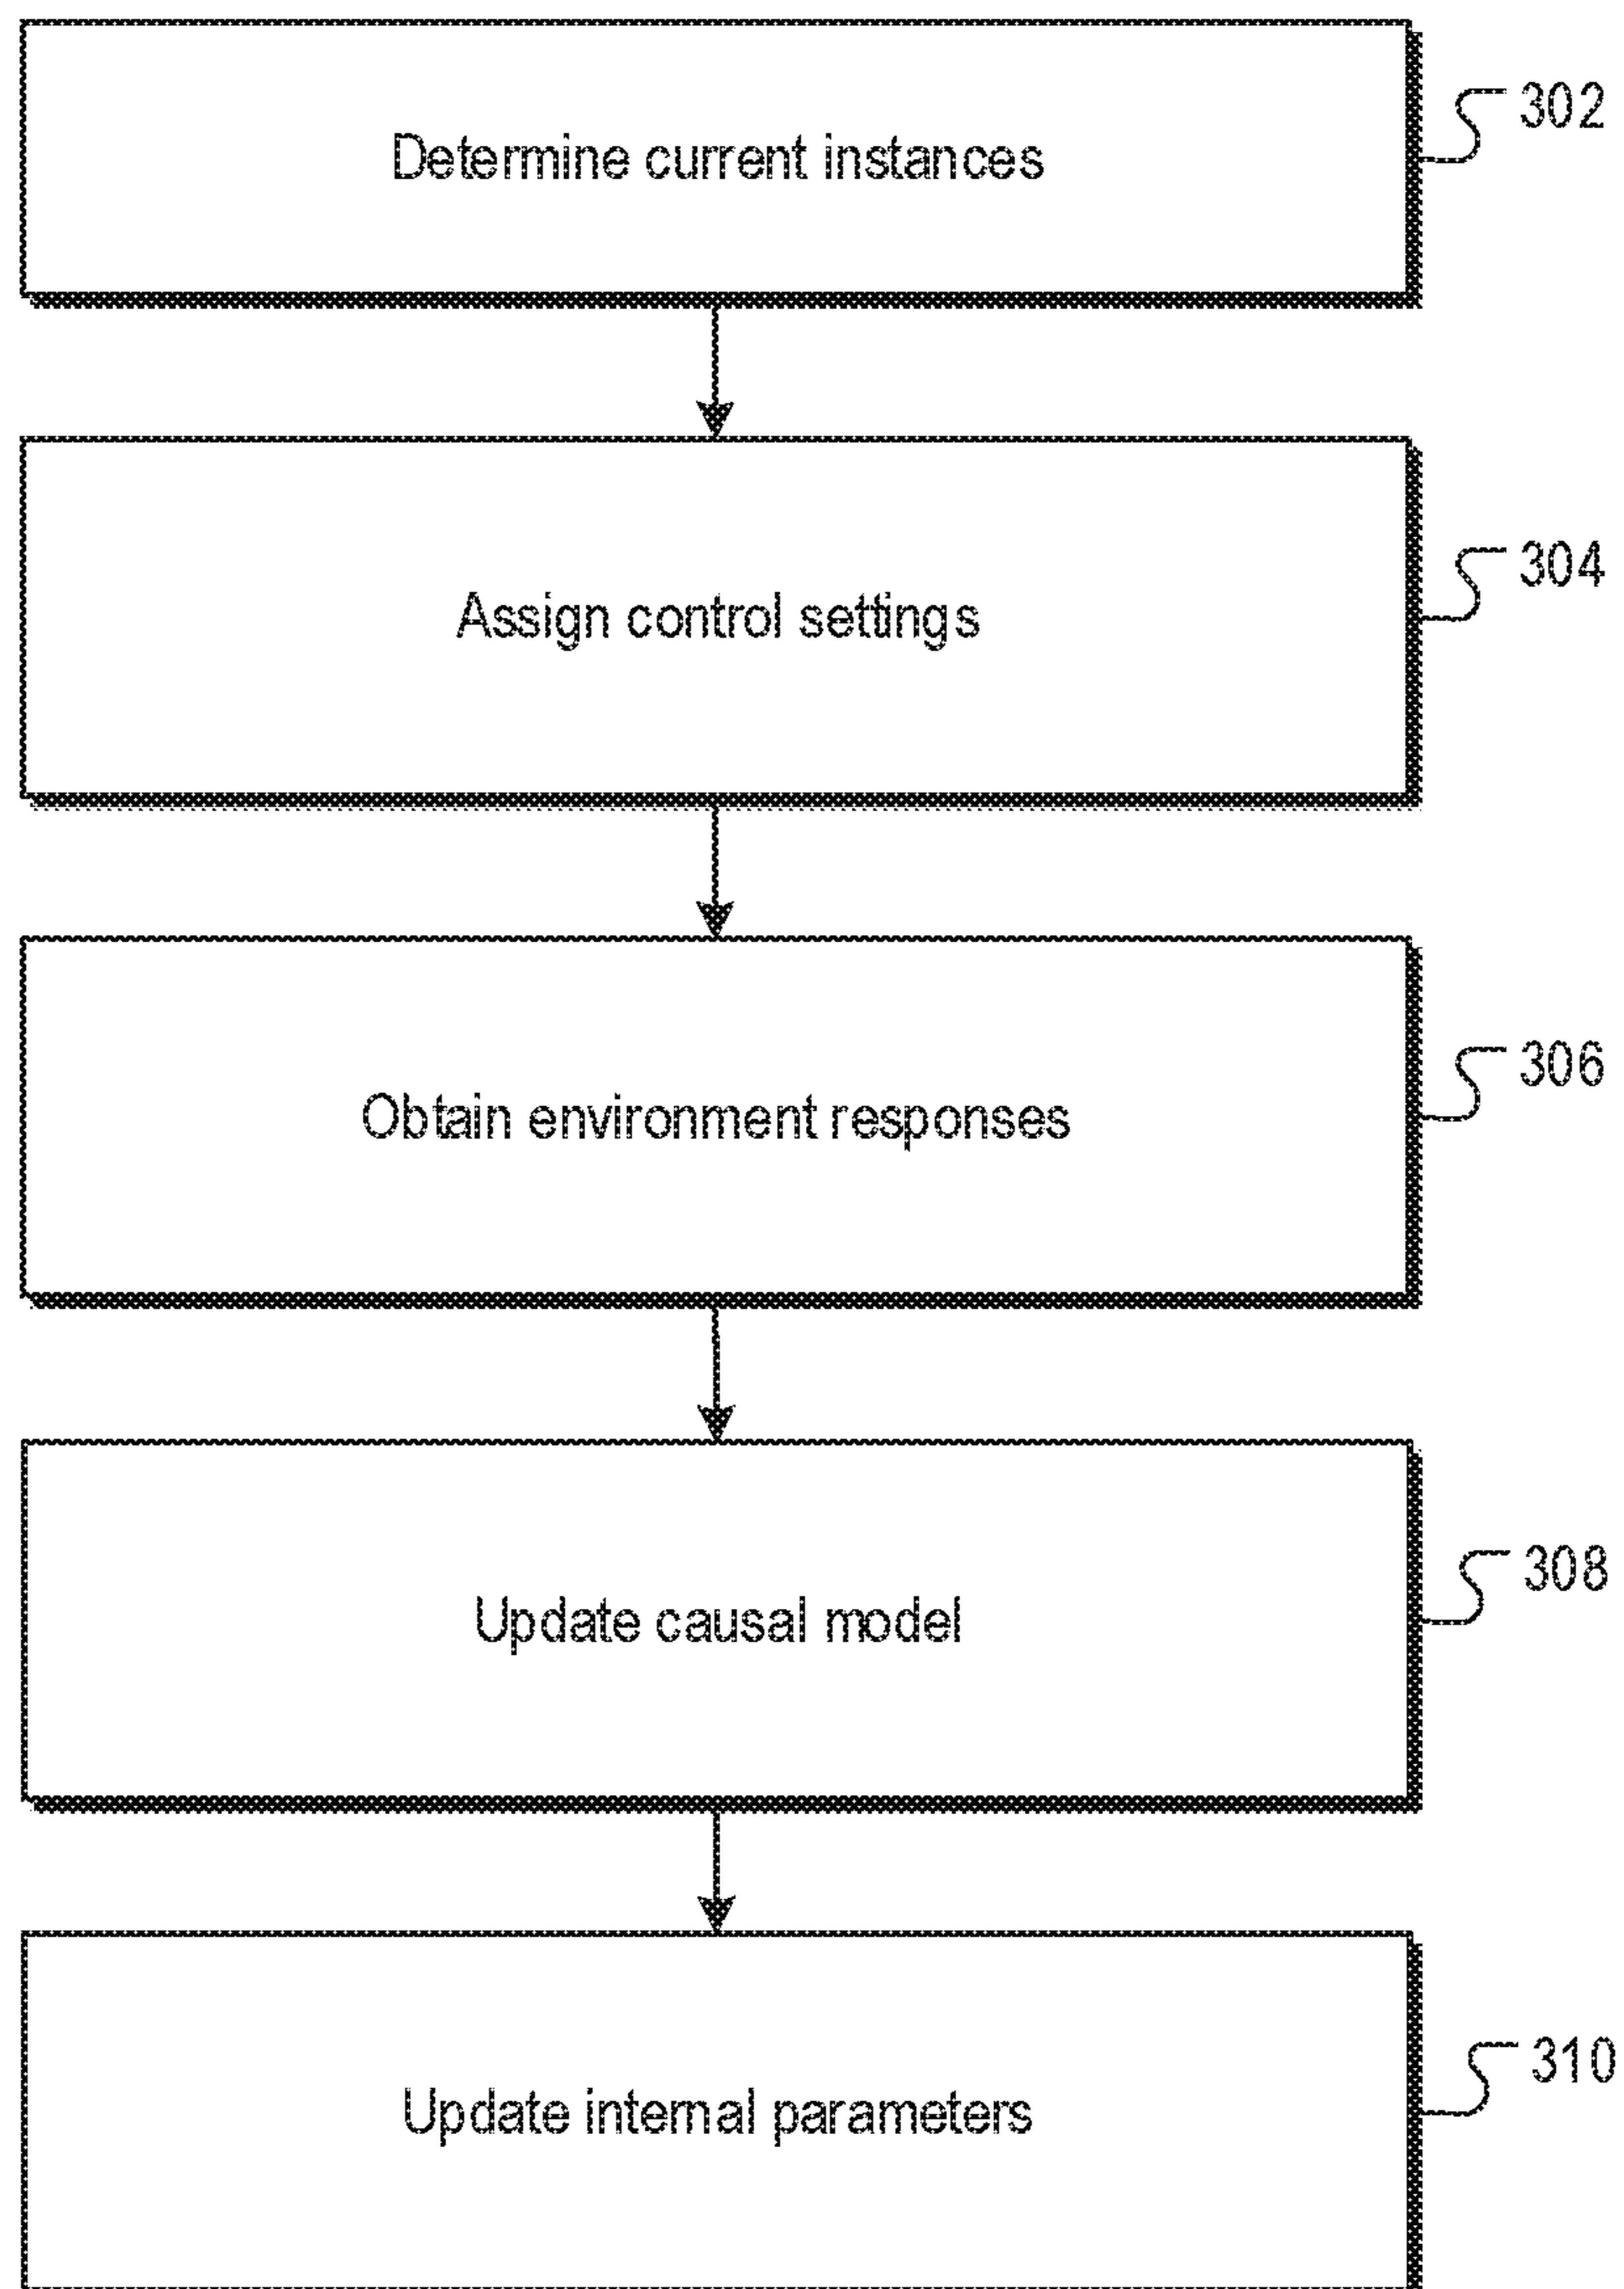 Determine current instances
302
Assign control settings
304
Obtain environment responses
306
Update causal model
308
Update internal parameters
310